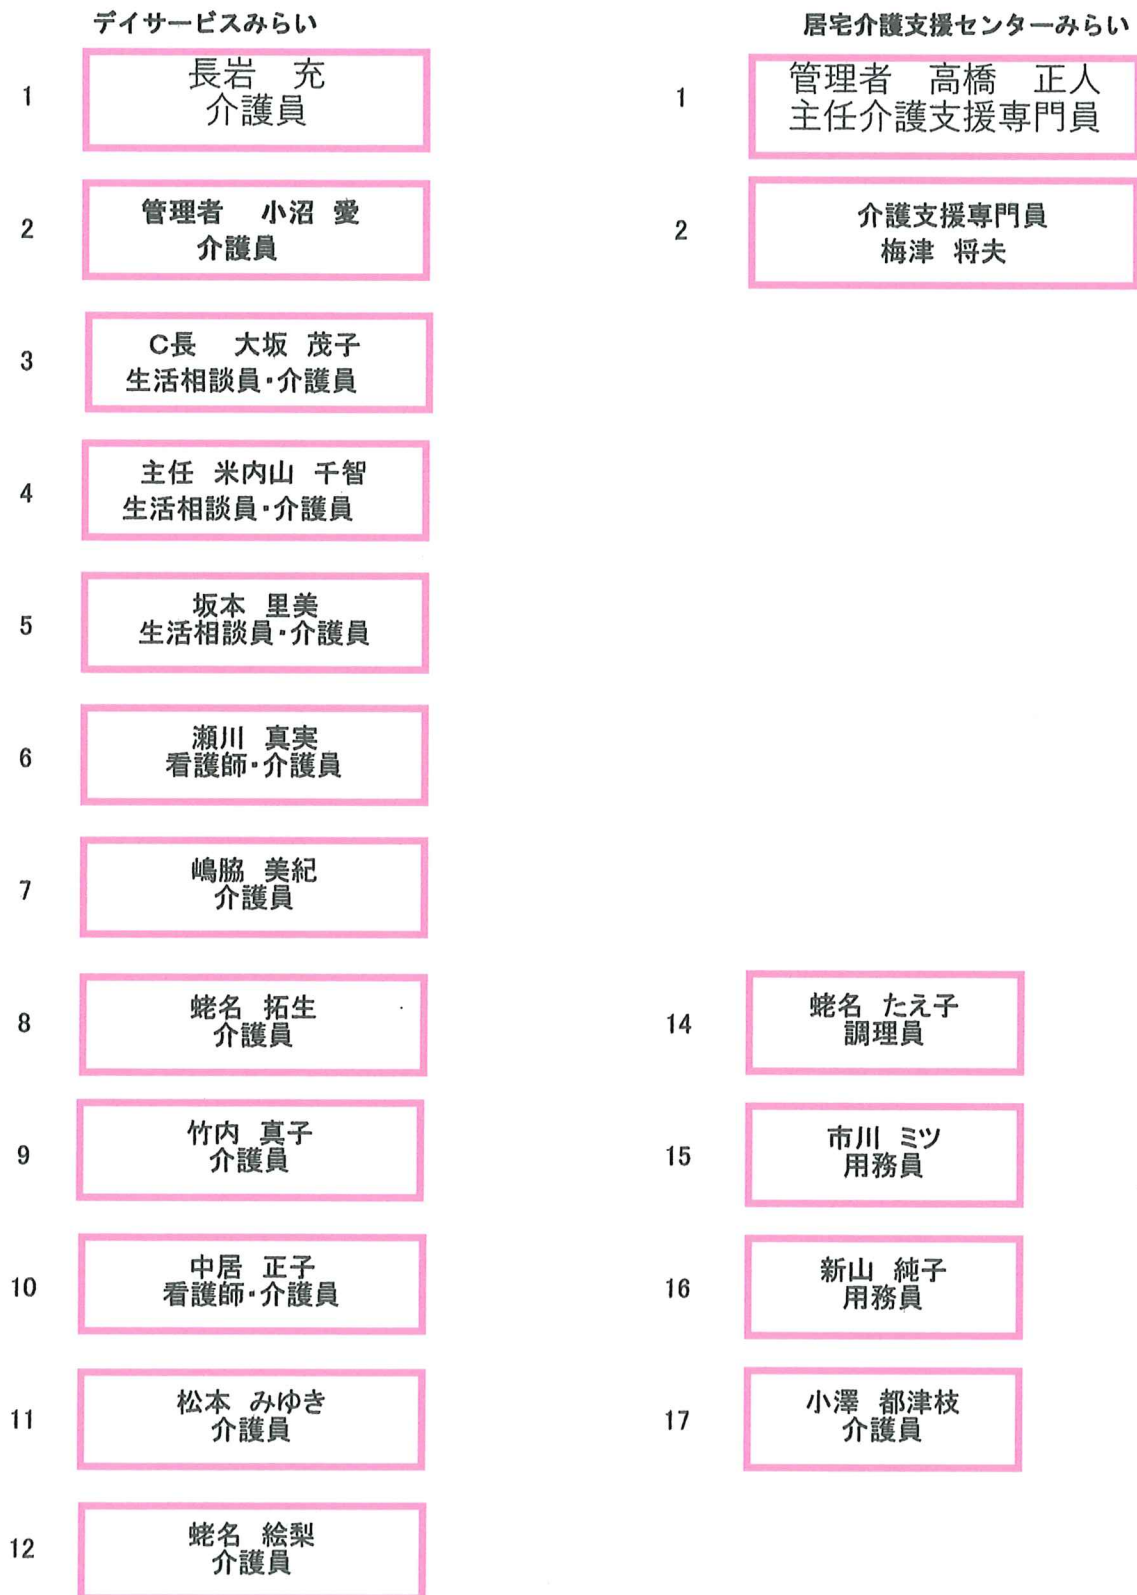 デイサービスみらい
1
長岩　充
介護員
2
管理者　小沼　愛
介護員
3
C長　大坂　茂子
生活相談員・介護員
4
主任　米内山　千智
生活相談員・介護員
5
坂本　里美
生活相談員・介護員
6
瀬川　真実
看護師・介護員
7
嶋脇　美紀
介護員
8
蛯名　拓生
介護員
9
竹内　真子
介護員
10
中居　正子
看護師・介護員
11
松本　みゆき
介護員
12
蛯名　絵梨
介護員
居宅介護支援センターみらい
1
管理者　高橋　正人
主任介護支援専門員
2
介護支援専門員
梅津　将夫
14
蛯名　たえ子
調理員
15
市川　ミツ
用務員
16
新山　純子
用務員
17
小澤　都津枝
介護員